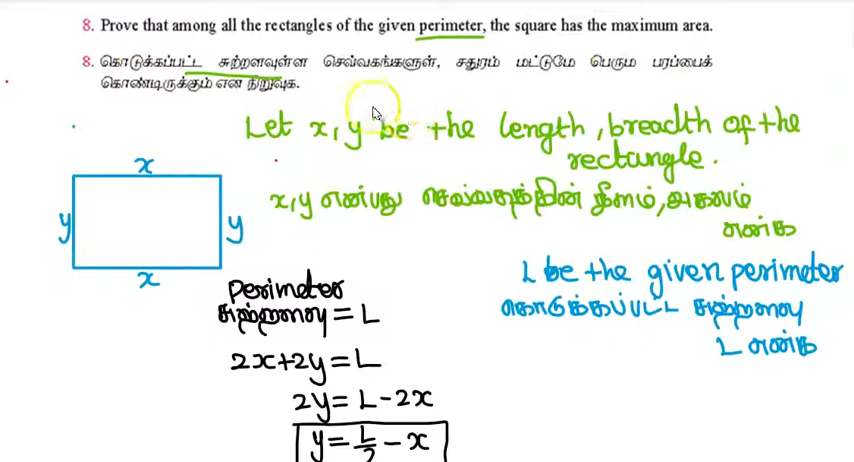 8. Prove that among all the rectangles of the given perimeter, the square has the maximum area.
8. கொடுக்கப்பட்ட சுற்றளவுள்ள செவ்வகங்களுள், சதுரம் மட்டுமே பெரும பரப்பைக்
கொண்டிருக்கும் என நிறுவுக.
Let x, y be the length, breadth of the
rectangle.
x, y என்பது செவ்வகத்தின் நீளம், அகலம்
என்க
x
y
y
x
L be the given perimeter
கொடுக்கப்பட்ட சுற்றளவு
L என்க
Perimeter
சுற்றளவு = L
2x+2y = L
2y = L - 2x
y = L/2 - x